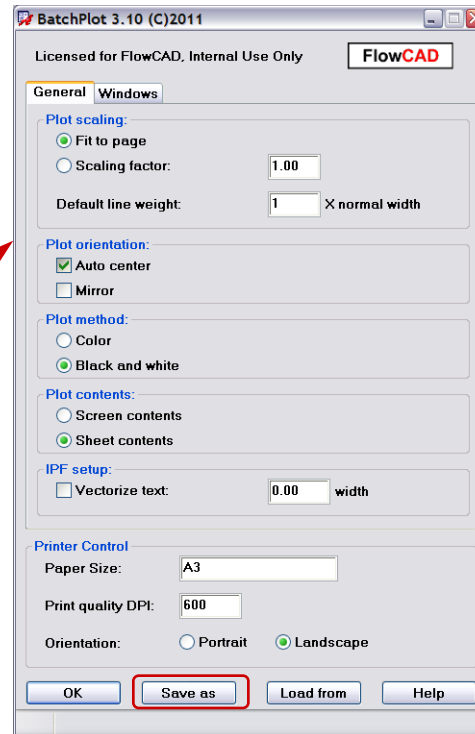 BatchPlot 3.10 (C)2011
Licensed for FlowCAD, Internal Use Only FlowCAD
General Windows
Plot scaling:
Fit to page
Scaling factor: 1.00
Default line weight: 1 X normal width
Plot orientation:
Auto center
Mirror
Plot method:
Color
Black and white
Plot contents:
Screen contents
Sheet contents
IPF setup:
Vectorize text: 0.00 width
Printer Control
Paper Size: A3
Print quality DPI: 600
Orientation: Portrait Landscape
OK Save as Load from Help